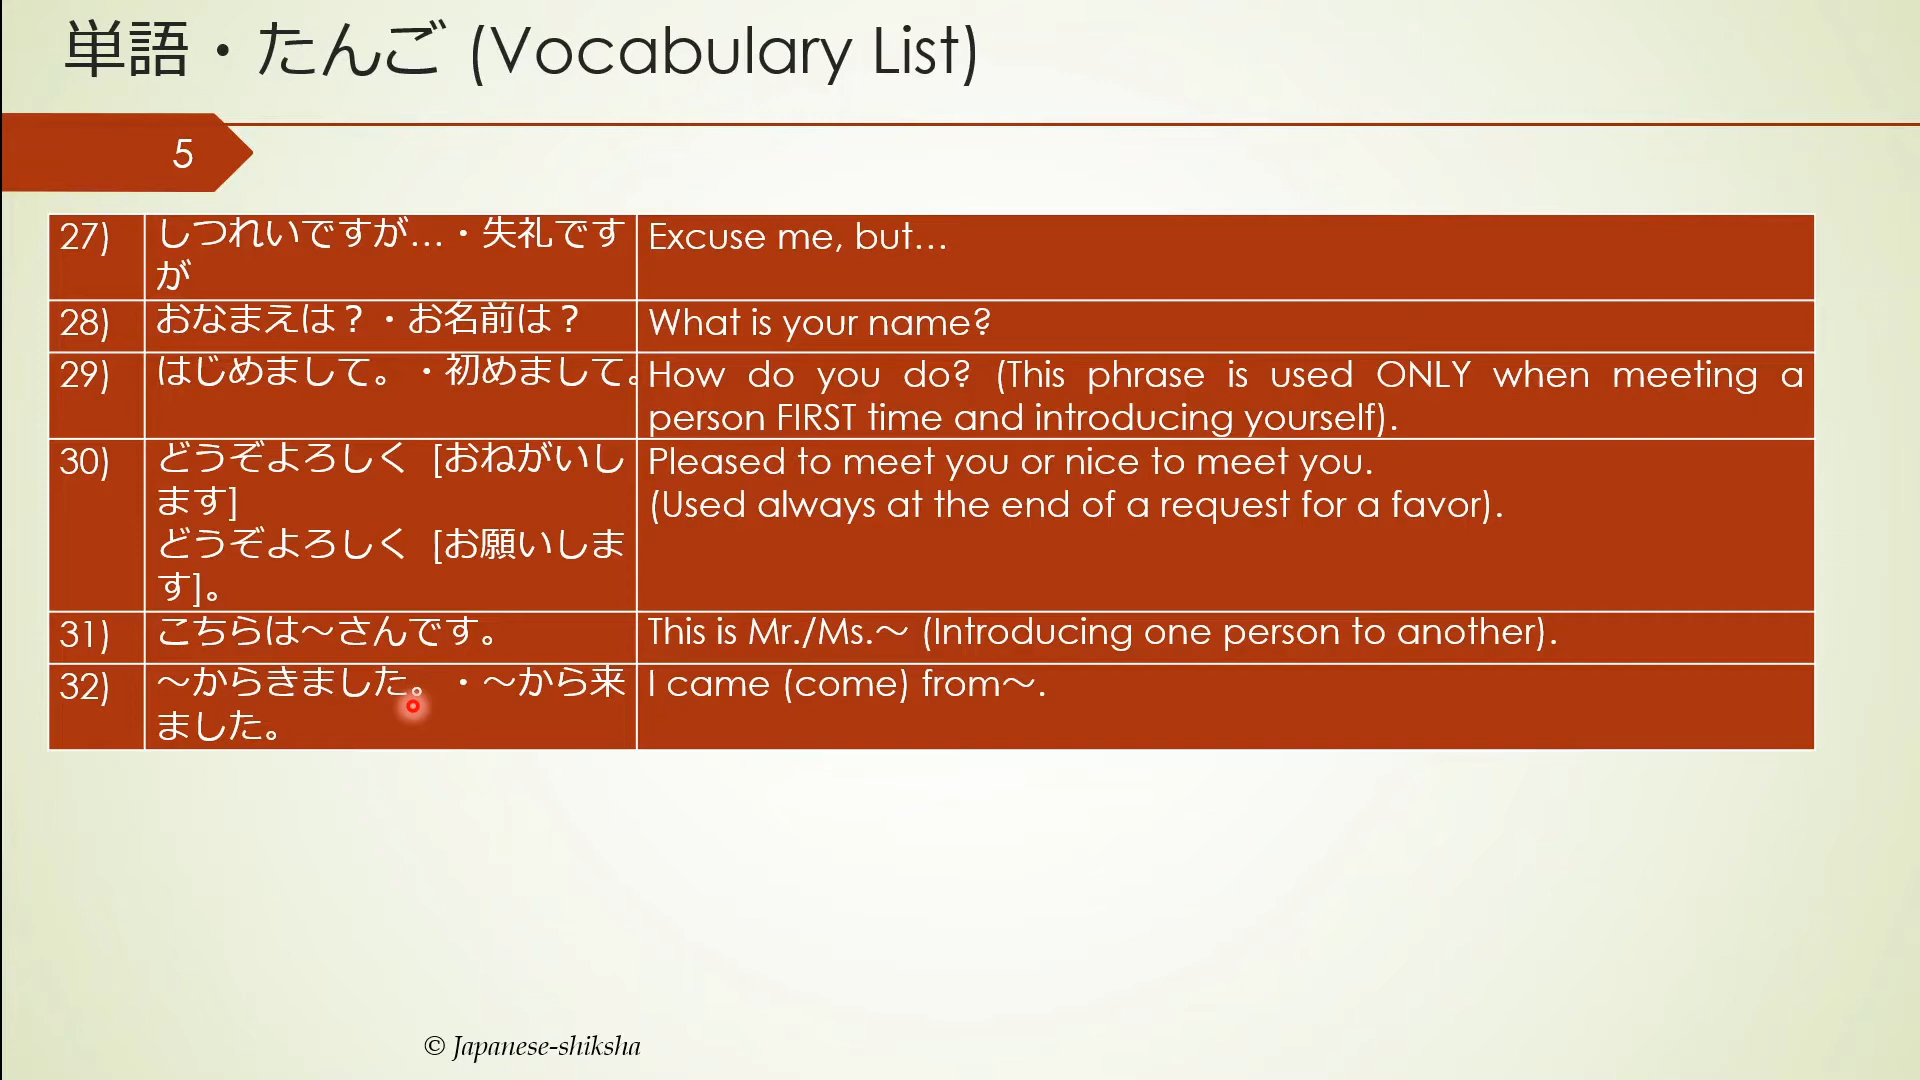 単語・たんご (Vocabulary List)
5
27) しつれいですが…・失礼です Excuse me, but…
が
28) おなまえは？・お名前は？ What is your name?
29) はじめまして。・初めまして。 How do you do? (This phrase is used ONLY when meeting a
person FIRST time and introducing yourself).
30) どうぞよろしく [おねがいし Pleased to meet you or nice to meet you.
ます] (Used always at the end of a request for a favor).
どうぞよろしく [お願いしま
す]。
31) こちらは～さんです。 This is Mr./Ms.～ (Introducing one person to another).
32) ～からきました。・～から来 I came (come) from～.
ました。
© Japanese-shiksha